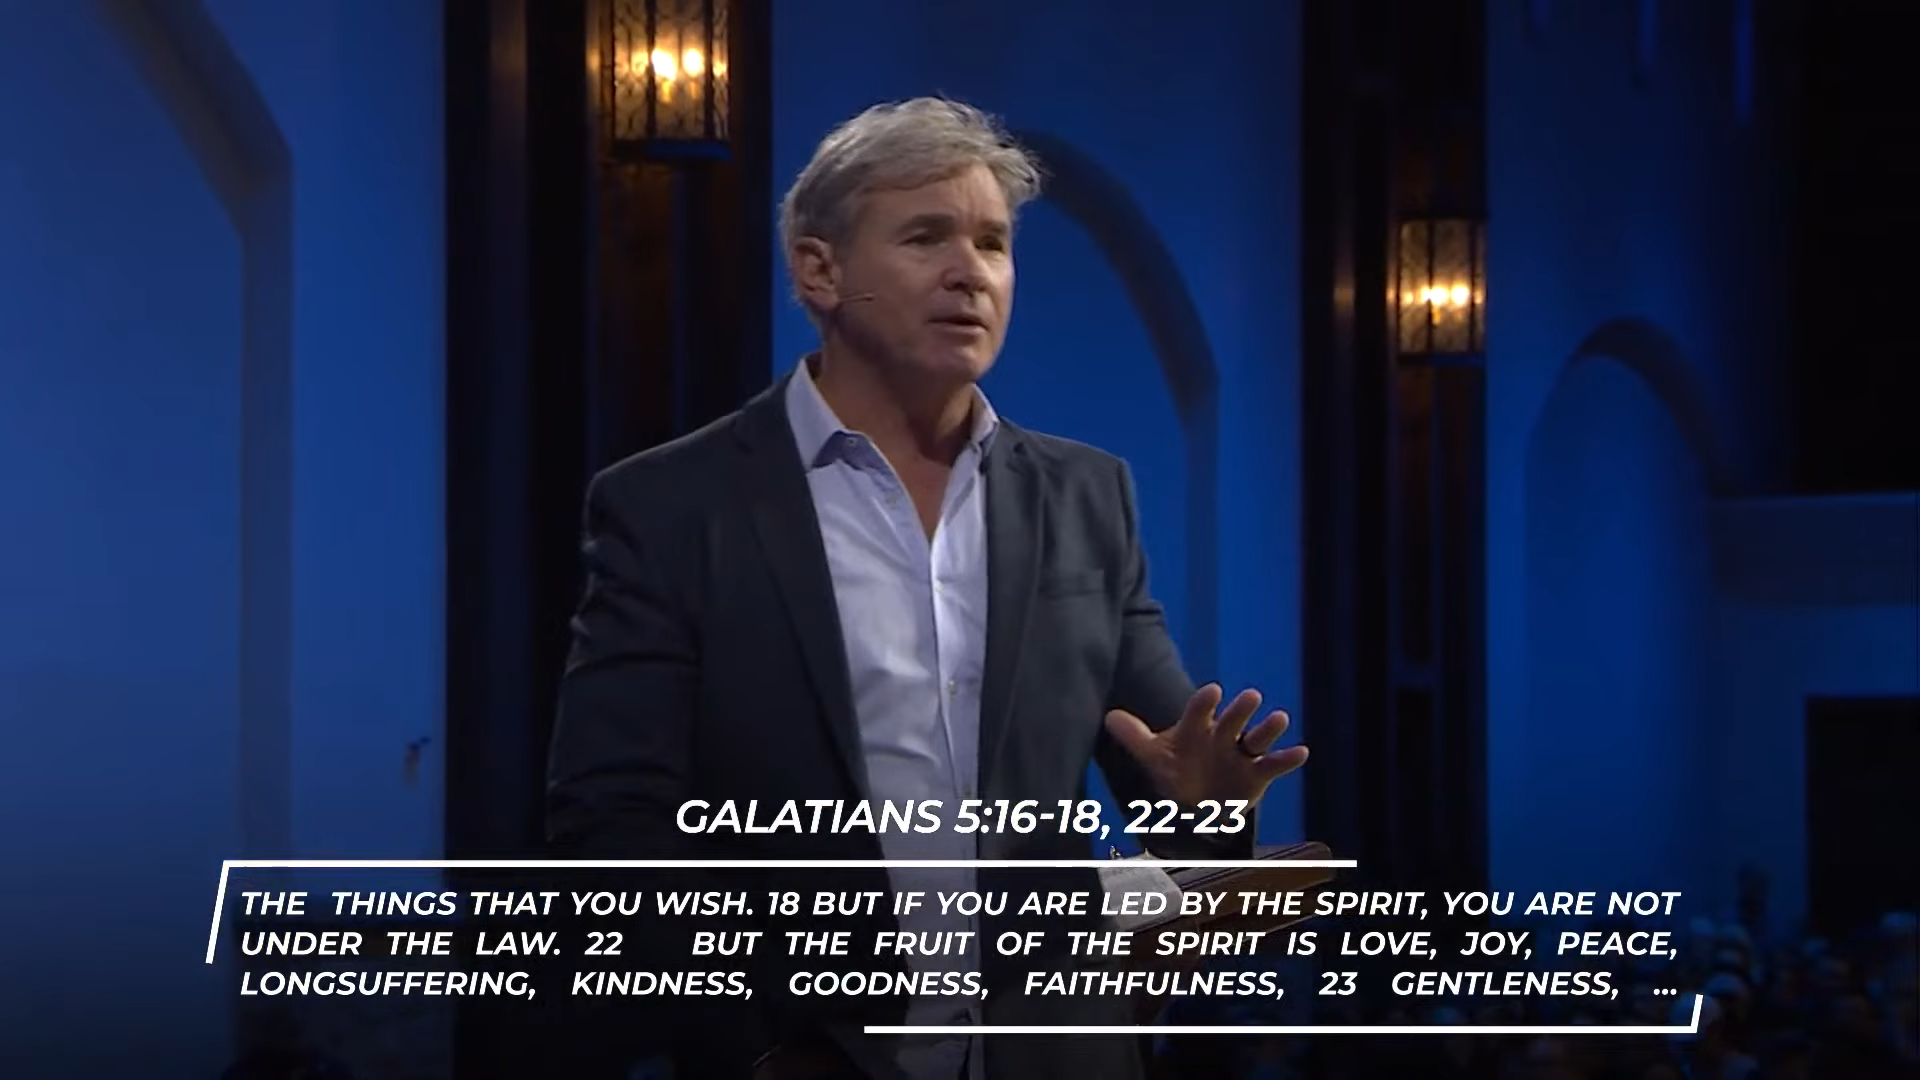 GALATIANS 5:16-18, 22-23
THE THINGS THAT YOU WISH. 18 BUT IF YOU ARE LED BY THE SPIRIT, YOU ARE NOT
UNDER THE LAW. 22 BUT THE FRUIT OF THE SPIRIT IS LOVE, JOY, PEACE,
LONGSUFFERING, KINDNESS, GOODNESS, FAITHFULNESS, 23 GENTLENESS, ...